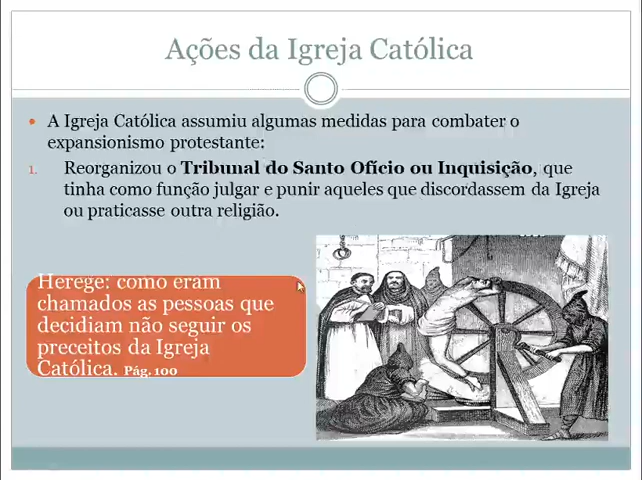 Ações da Igreja Católica
A Igreja Católica assumiu algumas medidas para combater o
expansionismo protestante:
1. Reorganizou o Tribunal do Santo Ofício ou Inquisição, que
tinha como função julgar e punir aqueles que discordassem da Igreja
ou praticasse outra religião.
Herege: como eram
chamados as pessoas que
decidiam não seguir os
preceitos da Igreja
Católica. Pág. 100